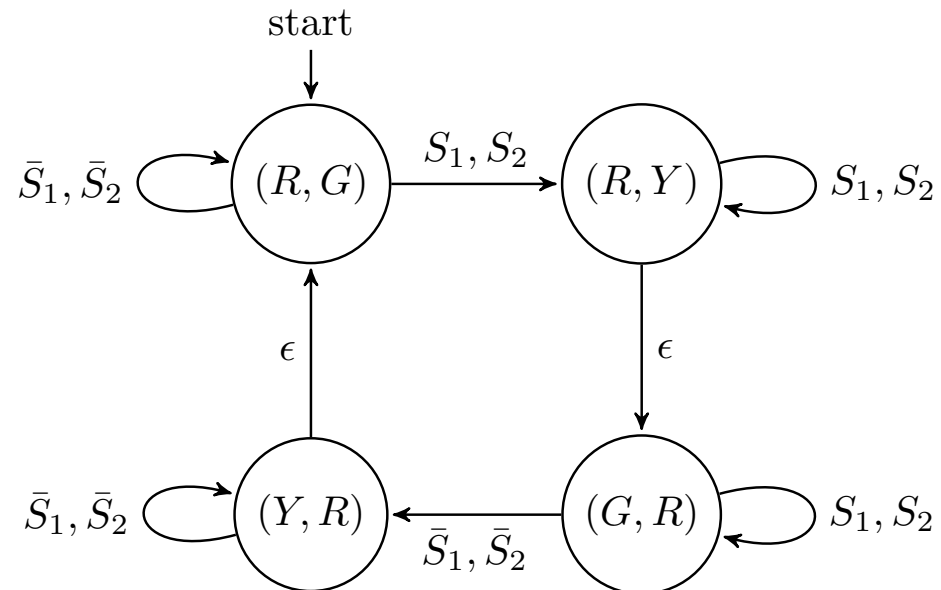 start
S̄₁, S̄₂
(R, G)
S₁, S₂
(R, Y)
S₁, S₂
ϵ
ϵ
S̄₁, S̄₂
(Y, R)
S̄₁, S̄₂
(G, R)
S₁, S₂